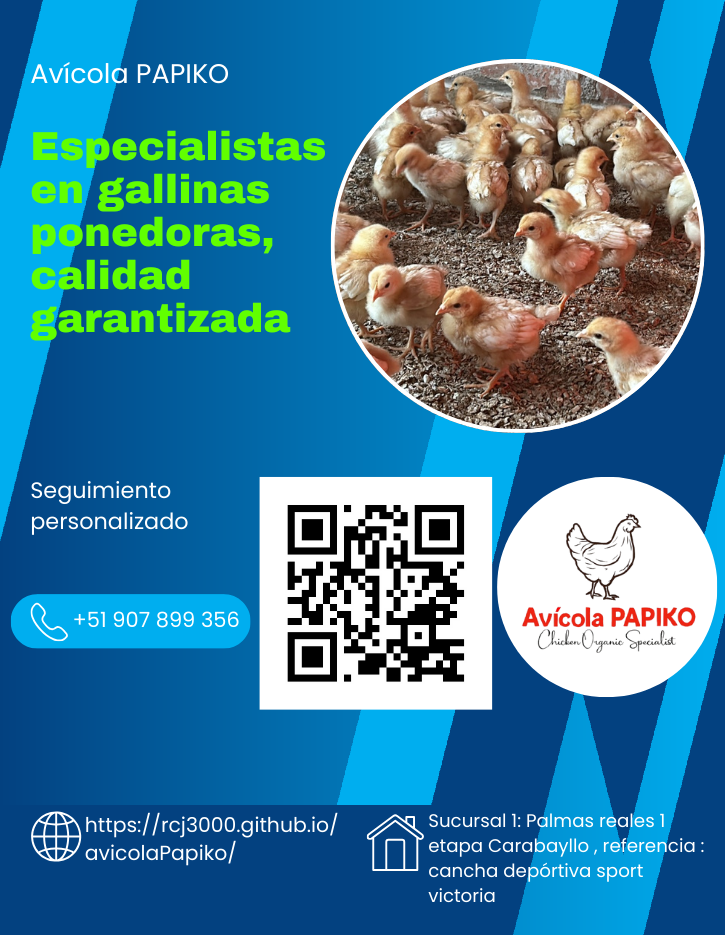 Avícola PAPIKO
Especialistas
en gallinas
ponedoras,
calidad
garantizada
Seguimiento
personalizado
+51 907 899 356
Avícola PAPIKO
Chicken Organic Specialist
https://rcj3000.github.io/
avicolaPapiko/
Sucursal 1: Palmas reales 1
etapa Carabayllo , referencia :
cancha depórtiva sport
victoria